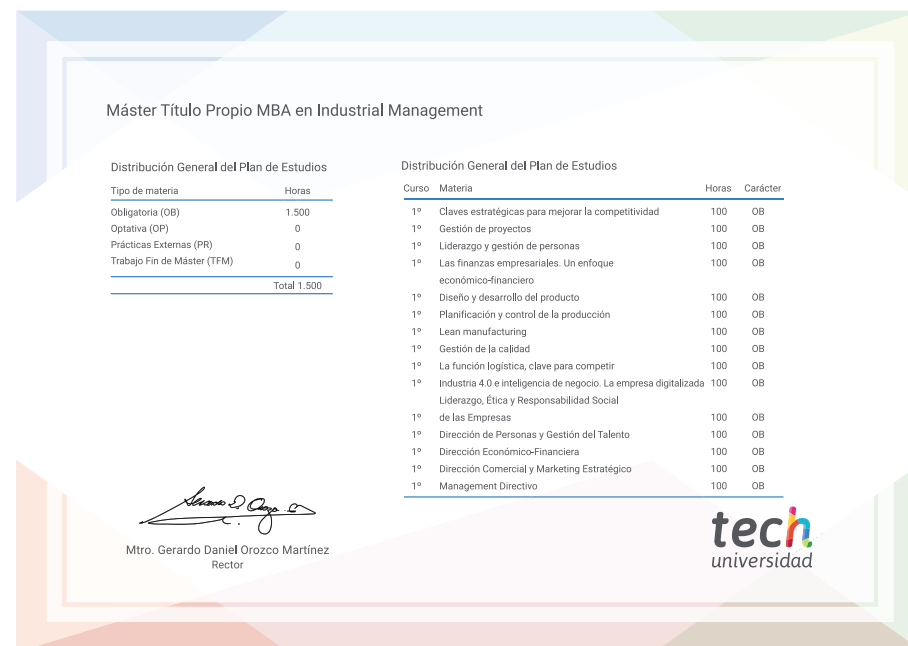 Máster Título Propio MBA en Industrial Management
Distribución General del Plan de Estudios
Tipo de materia Horas
Obligatoria (OB) 1.500
Optativa (OP) 0
Prácticas Externas (PR) 0
Trabajo Fin de Máster (TFM) 0
Total 1.500
Distribución General del Plan de Estudios
Curso Materia Horas Carácter
1º Claves estratégicas para mejorar la competitividad 100 OB
1º Gestión de proyectos 100 OB
1º Liderazgo y gestión de personas 100 OB
1º Las finanzas empresariales. Un enfoque 100 OB
económico-financiero
1º Diseño y desarrollo del producto 100 OB
1º Planificación y control de la producción 100 OB
1º Lean manufacturing 100 OB
1º Gestión de la calidad 100 OB
1º La función logística, clave para competir 100 OB
1º Industria 4.0 e inteligencia de negocio. La empresa digitalizada 100 OB
Liderazgo, Ética y Responsabilidad Social
1º de las Empresas 100 OB
1º Dirección de Personas y Gestión del Talento 100 OB
1º Dirección Económico-Financiera 100 OB
1º Dirección Comercial y Marketing Estratégico 100 OB
1º Management Directivo 100 OB
Mtro. Gerardo Daniel Orozco Martínez
Rector
tech
universidad